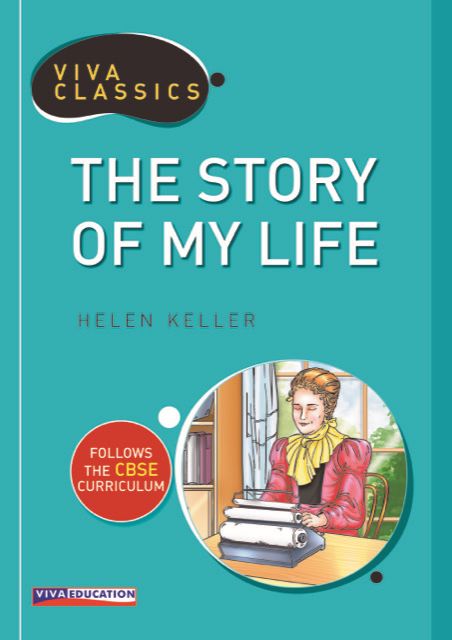 VIVA
CLASSICS
THE STORY
OF MY LIFE
HELEN KELLER
FOLLOWS
THE CBSE
CURRICULUM
VIVA EDUCATION